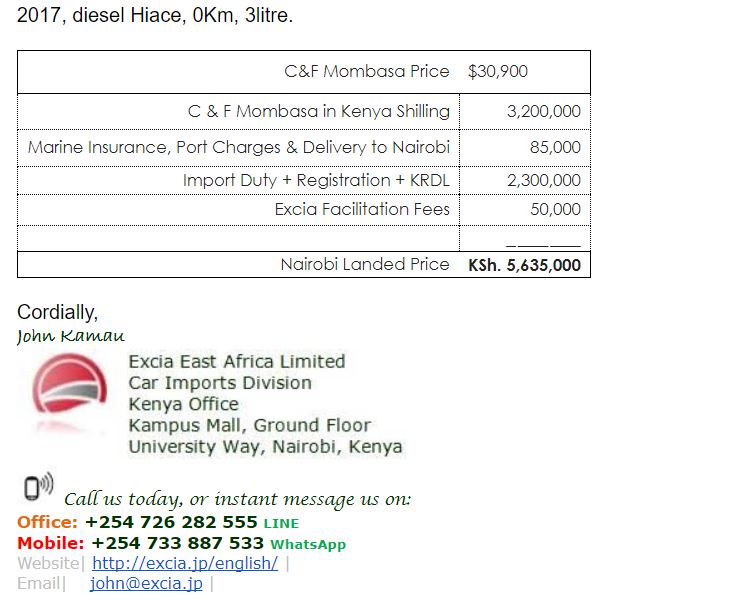 2017, diesel Hiace, 0Km, 3litre.
C&F Mombasa Price $30,900
C & F Mombasa in Kenya Shilling 3,200,000
Marine Insurance, Port Charges & Delivery to Nairobi 85,000
Import Duty + Registration + KRDL 2,300,000
Excia Facilitation Fees 50,000
Nairobi Landed Price KSh. 5,635,000
Cordially,
John Kamau
Excia East Africa Limited
Car Imports Division
Kenya Office
Kampus Mall, Ground Floor
University Way, Nairobi, Kenya
Call us today, or instant message us on:
Office: +254 726 282 555 LINE
Mobile: +254 733 887 533 WhatsApp
Website| http://excia.jp/english/ |
Email| john@excia.jp |